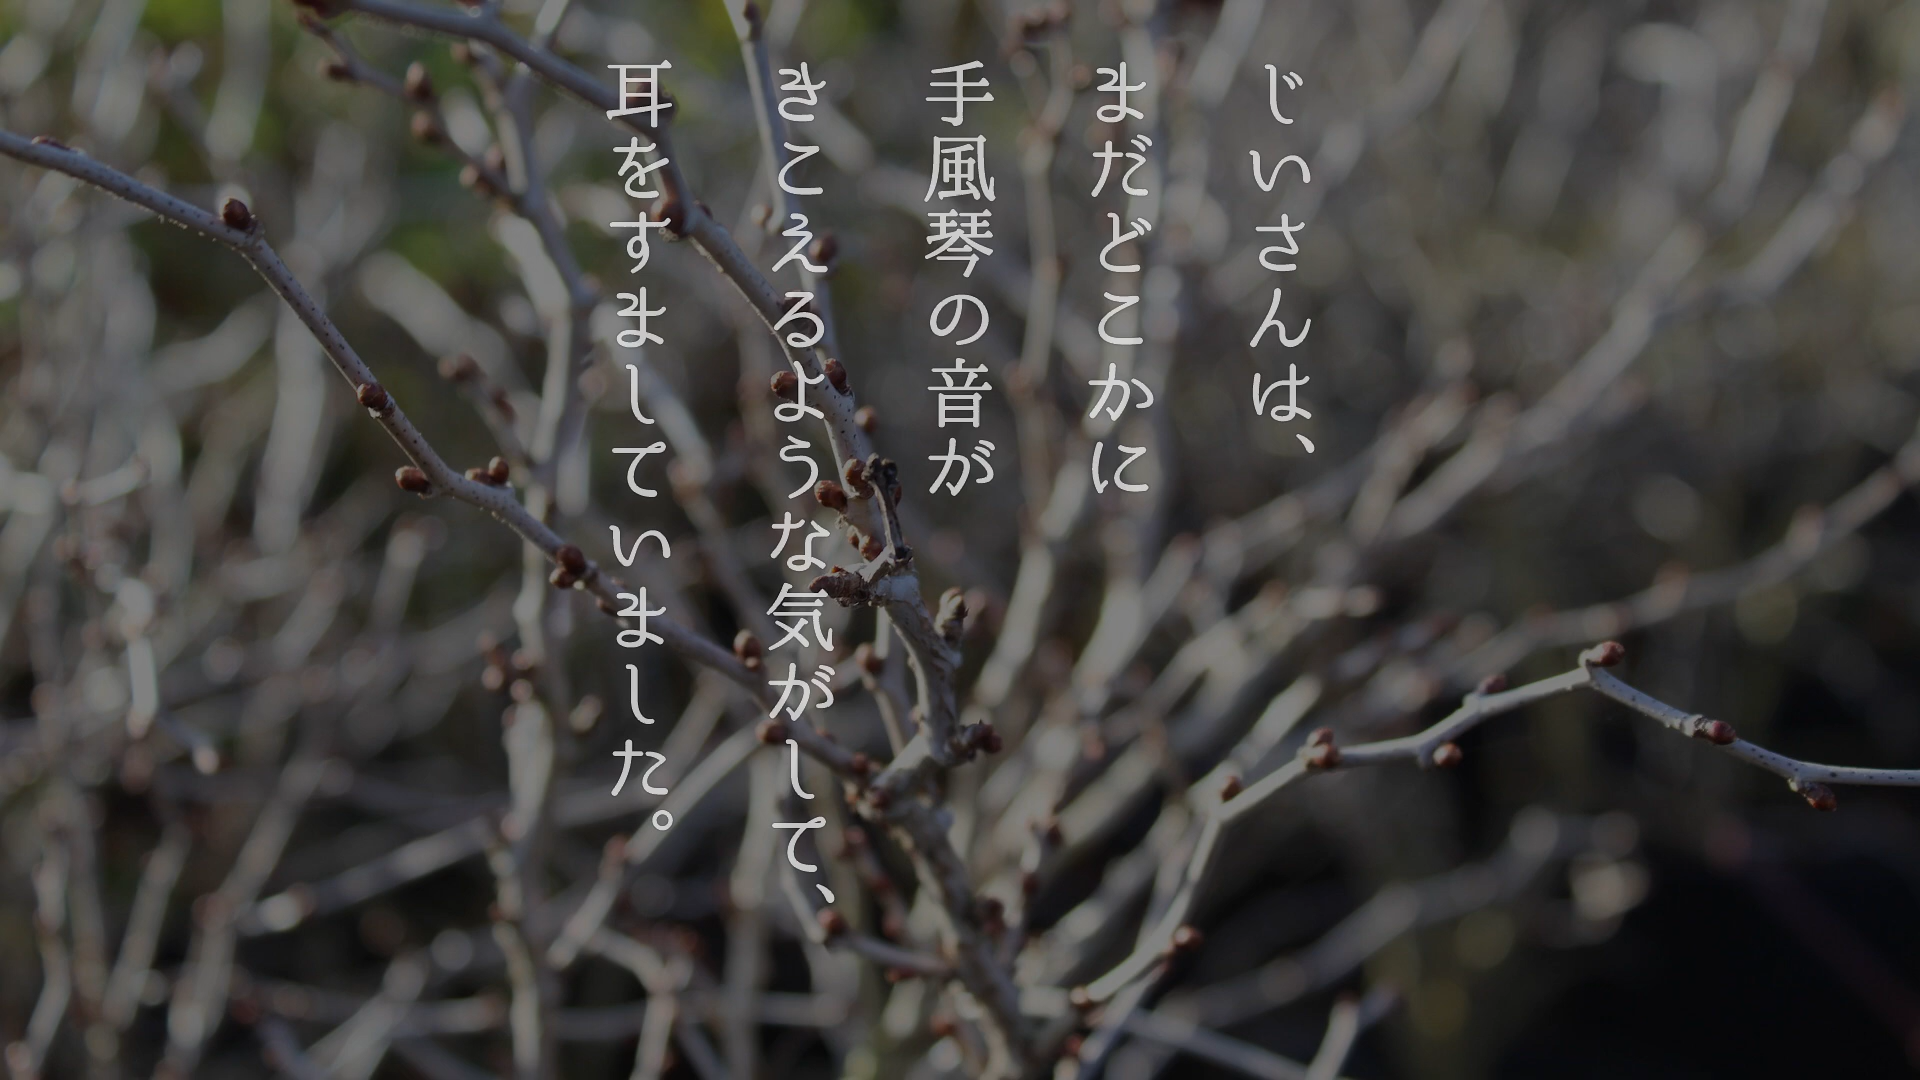 じいさんは、
まだどこかに
手風琴の音が
きこえるような気がして、
耳をすましていました。